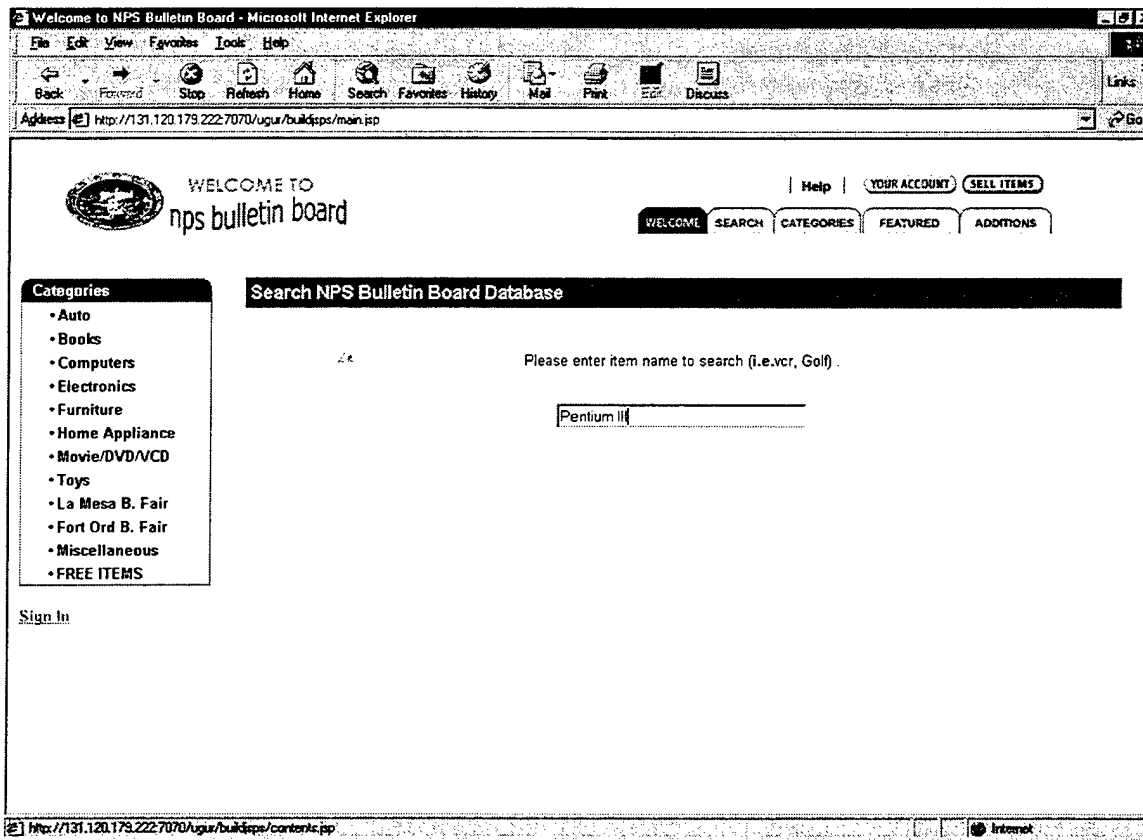 Welcome to NPS Bulletin Board - Microsoft Internet Explorer
File Edit View Favorites Tools Help
Back Forward Stop Refresh Home Search Favorites History Mail Print Edit Discuss Links
Address http://131.120.179.222:7070/ugur/buildjsps/main.jsp Go
WELCOME TO
nps bulletin board
| Help | YOUR ACCOUNT SELL ITEMS
WELCOME SEARCH CATEGORIES FEATURED ADDITIONS
Categories
• Auto
• Books
• Computers
• Electronics
• Furniture
• Home Appliance
• Movie/DVD/VCD
• Toys
• La Mesa B. Fair
• Fort Ord B. Fair
• Miscellaneous
• FREE ITEMS
Sign In
Search NPS Bulletin Board Database
Please enter item name to search (i.e.vcr, Golf) .
Pentium III
http://131.120.179.222:7070/ugur/buildjsps/contents.jsp Internet